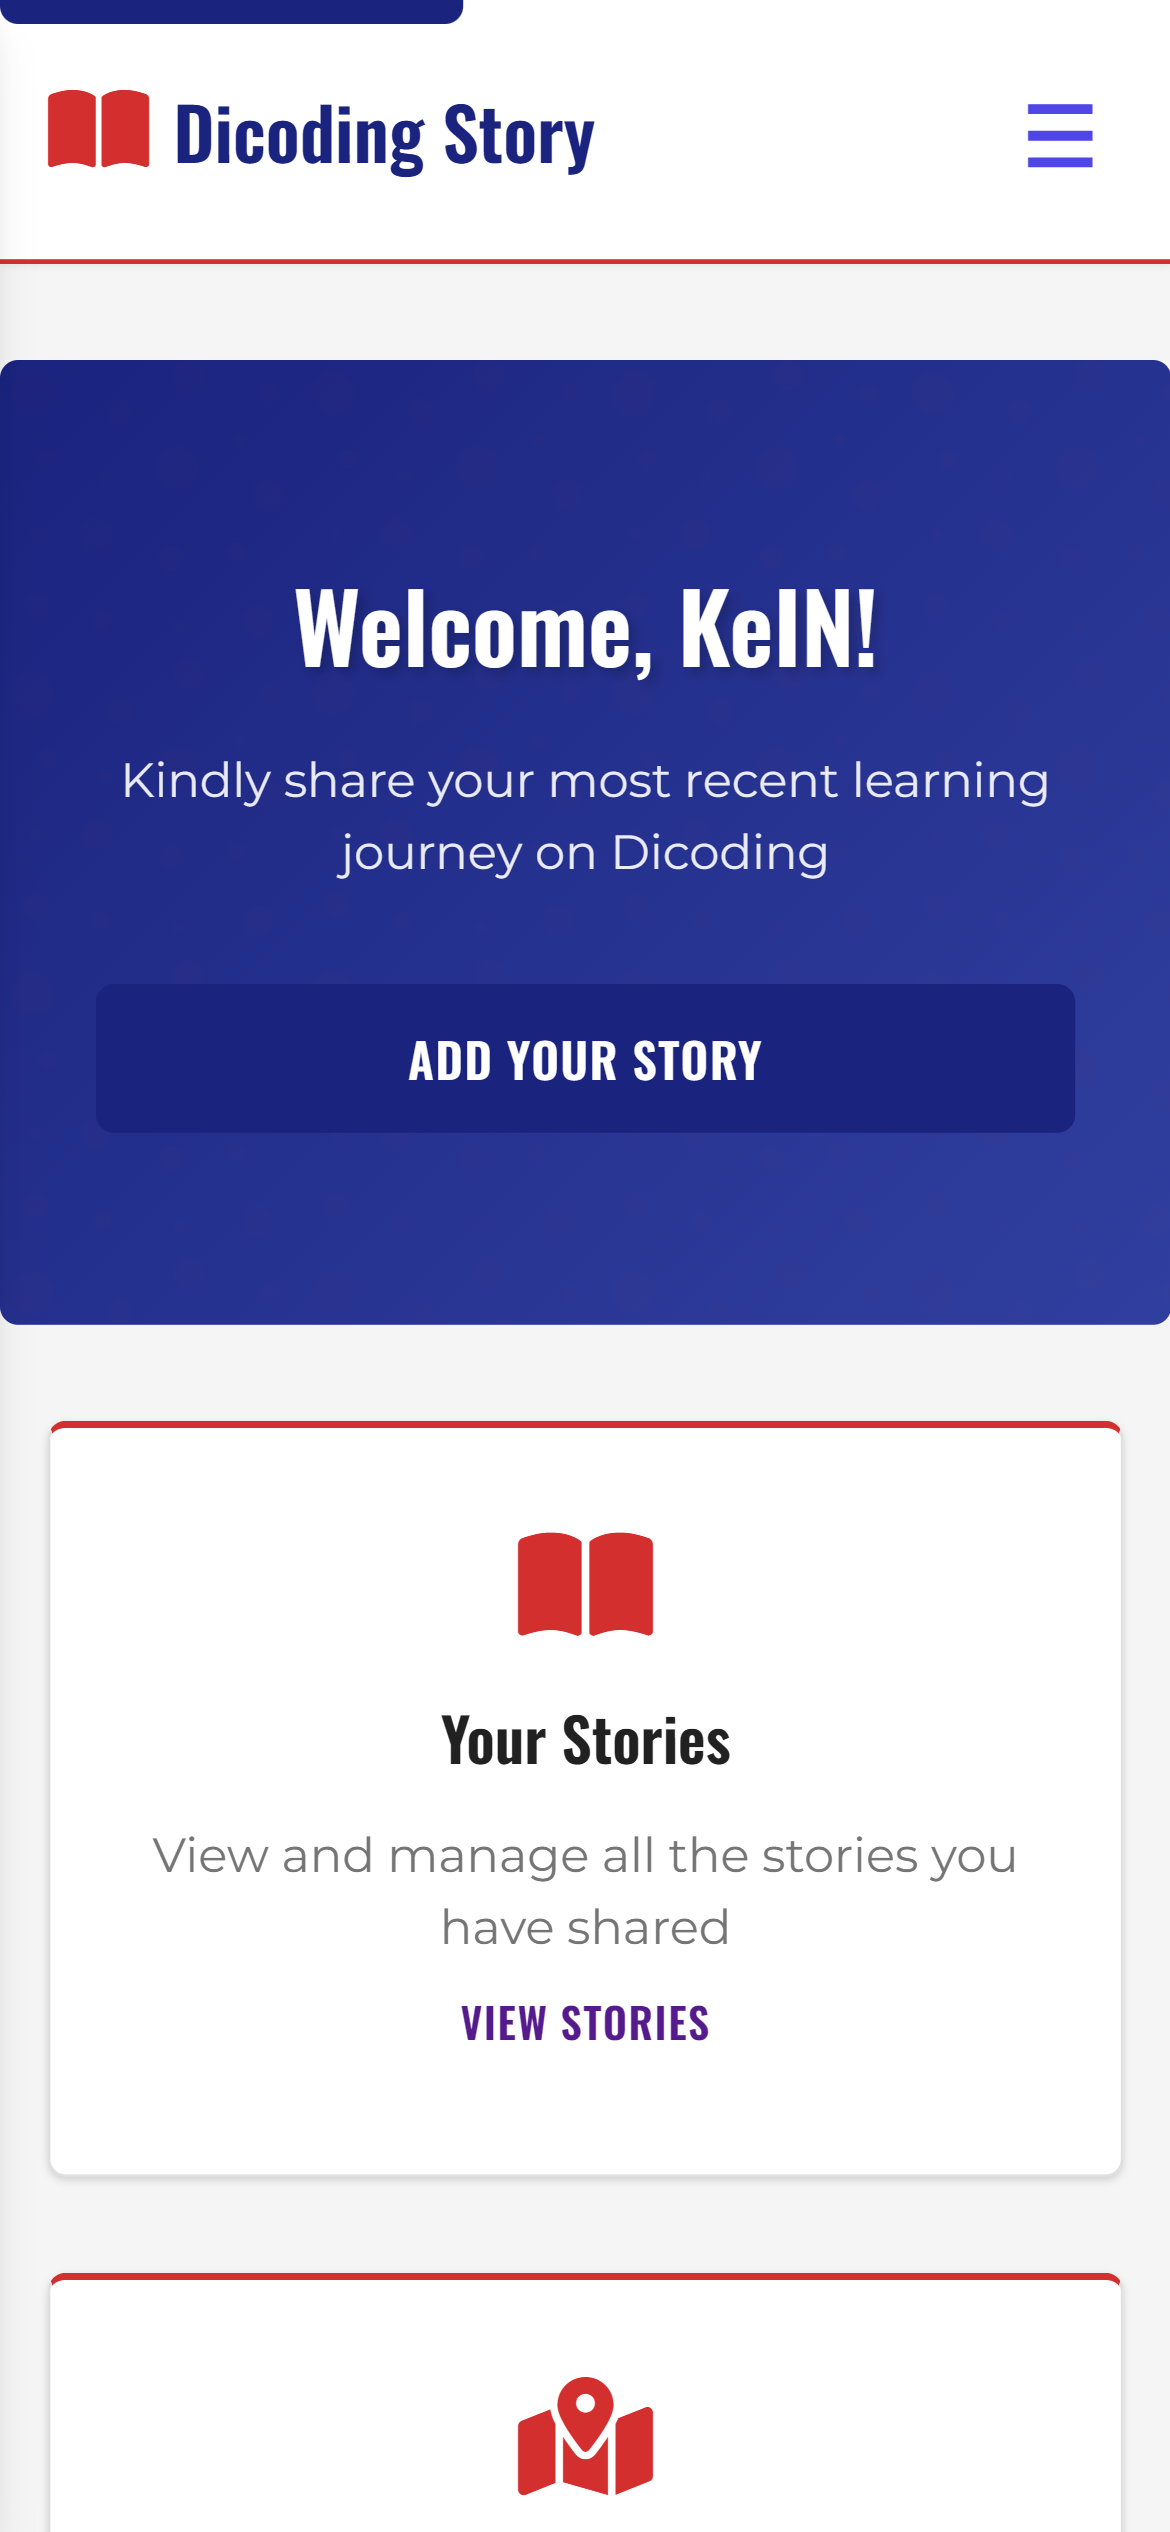 Dicoding Story
Welcome, KeIN!
Kindly share your most recent learning
journey on Dicoding
ADD YOUR STORY
Your Stories
View and manage all the stories you
have shared
VIEW STORIES